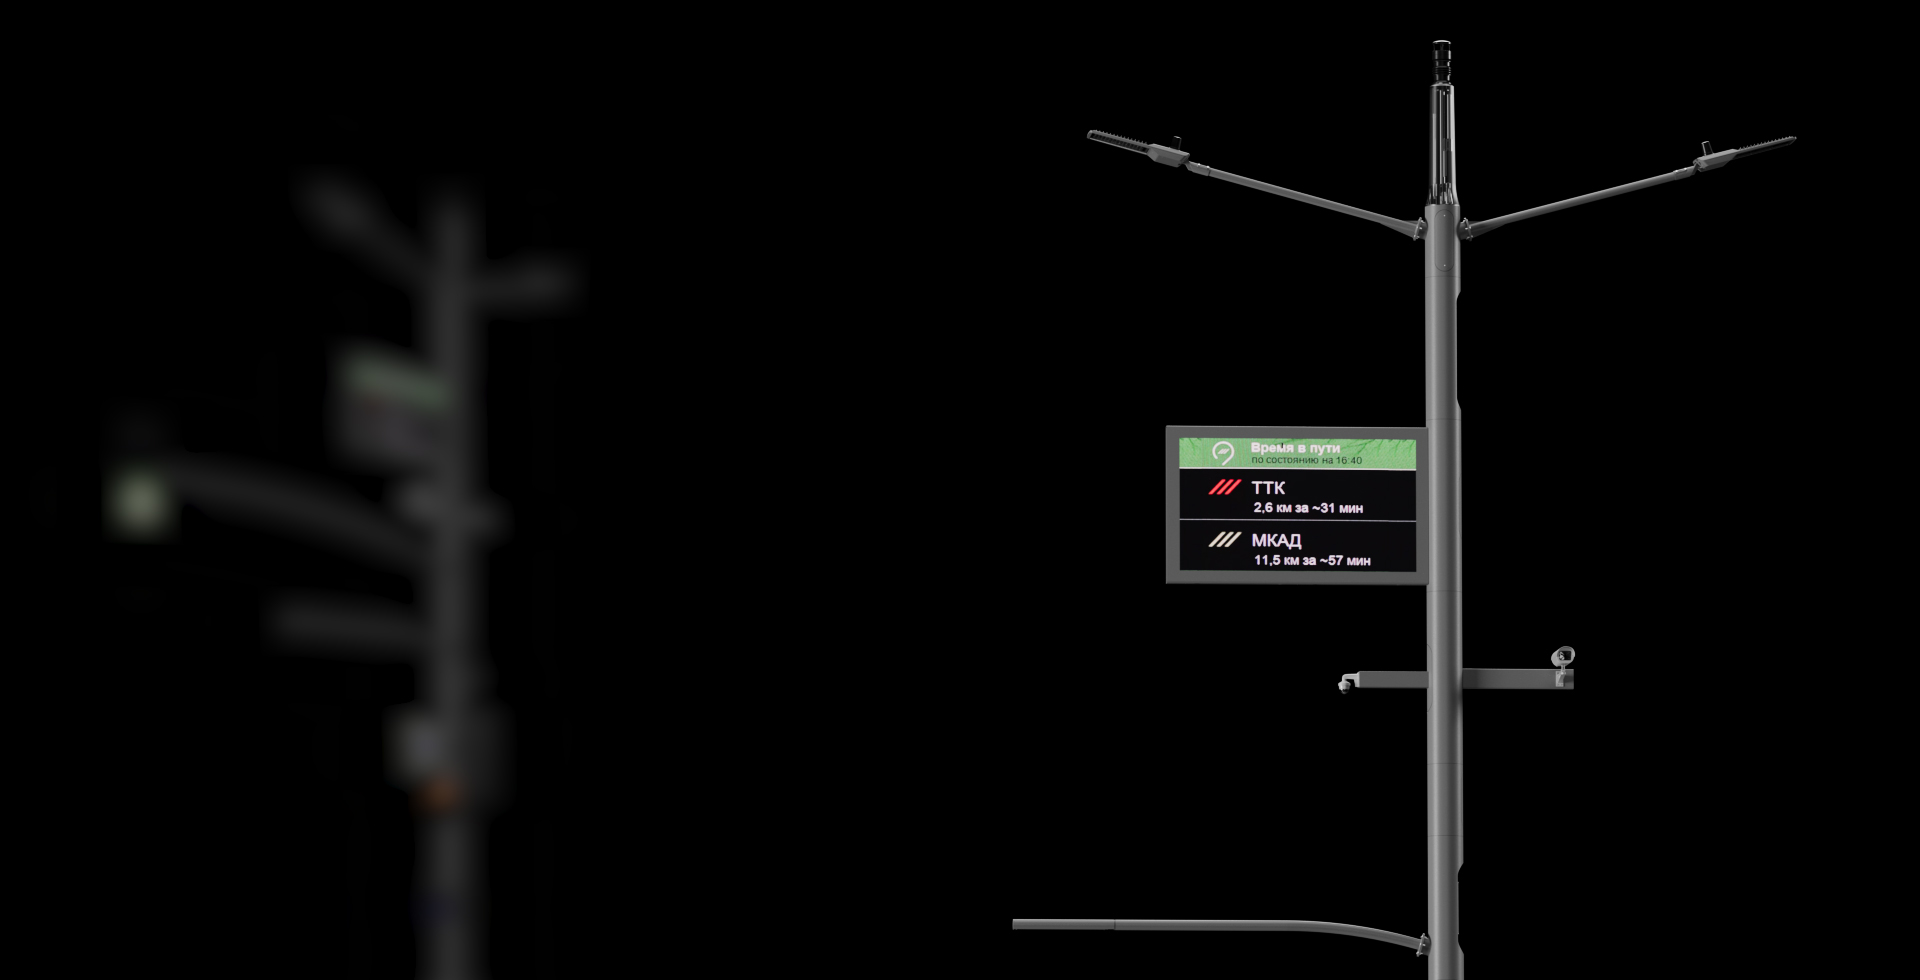 Время в пути
по состоянию на 16:40
ТТК
2,6 км за ~31 мин
МКАД
11,5 км за ~57 мин